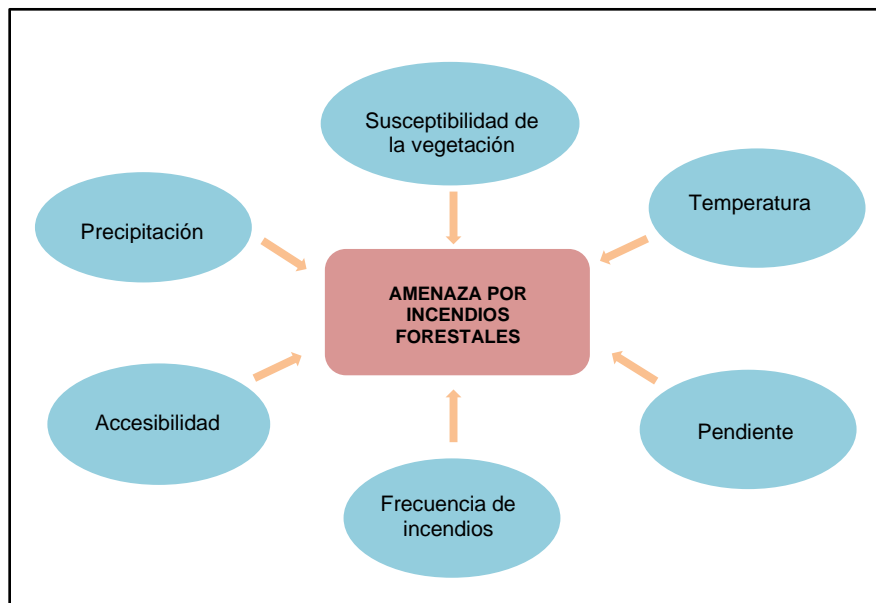 Susceptibilidad de
la vegetación
Temperatura
Precipitación
AMENAZA POR
INCENDIOS
FORESTALES
Accesibilidad
Pendiente
Frecuencia de
incendios